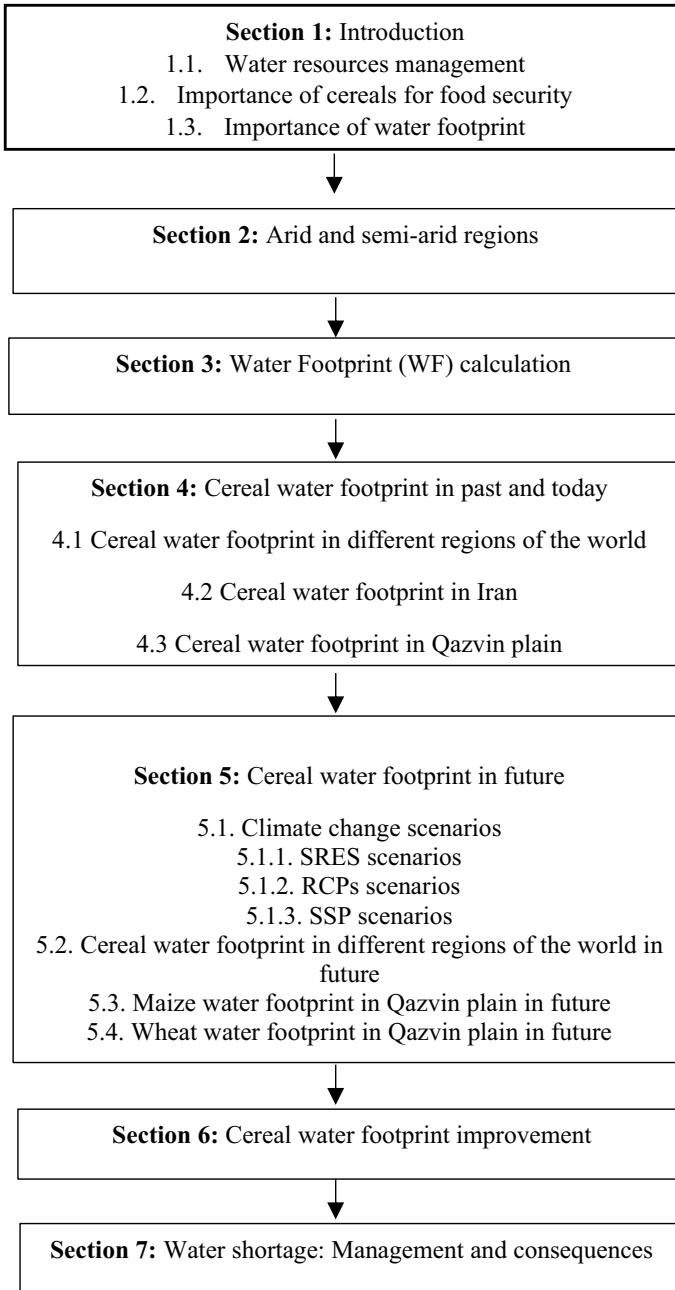 Section 1: Introduction
1.1. Water resources management
1.2. Importance of cereals for food security
1.3. Importance of water footprint
Section 2: Arid and semi-arid regions
Section 3: Water Footprint (WF) calculation
Section 4: Cereal water footprint in past and today
4.1 Cereal water footprint in different regions of the world
4.2 Cereal water footprint in Iran
4.3 Cereal water footprint in Qazvin plain
Section 5: Cereal water footprint in future
5.1. Climate change scenarios
5.1.1. SRES scenarios
5.1.2. RCPs scenarios
5.1.3. SSP scenarios
5.2. Cereal water footprint in different regions of the world in
future
5.3. Maize water footprint in Qazvin plain in future
5.4. Wheat water footprint in Qazvin plain in future
Section 6: Cereal water footprint improvement
Section 7: Water shortage: Management and consequences